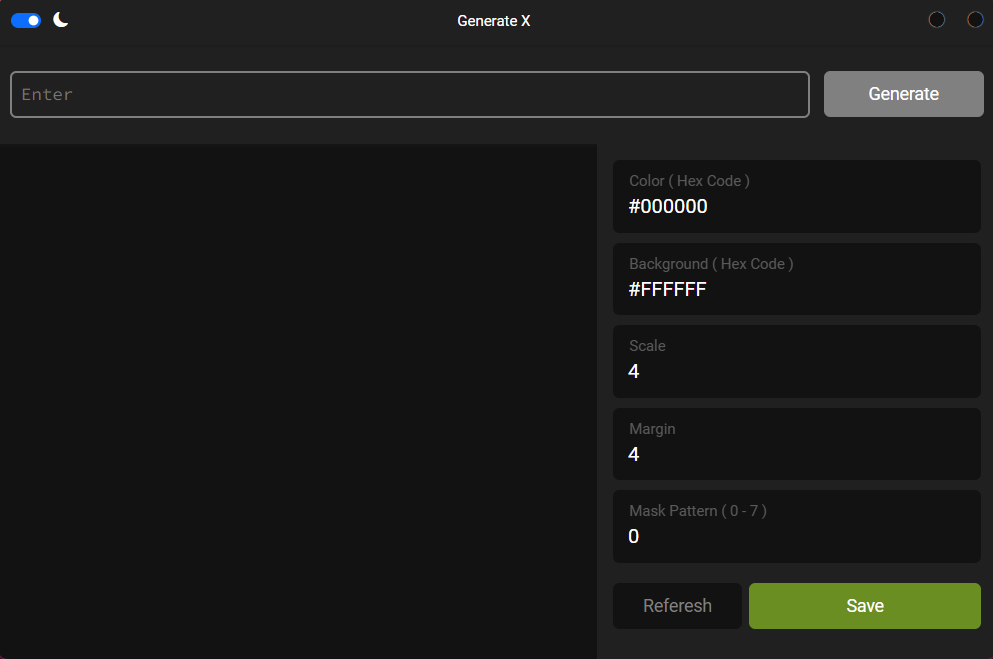 Generate X
Enter
Generate
Color ( Hex Code )
#000000
Background ( Hex Code )
#FFFFFF
Scale
4
Margin
4
Mask Pattern ( 0 - 7 )
0
Referesh
Save